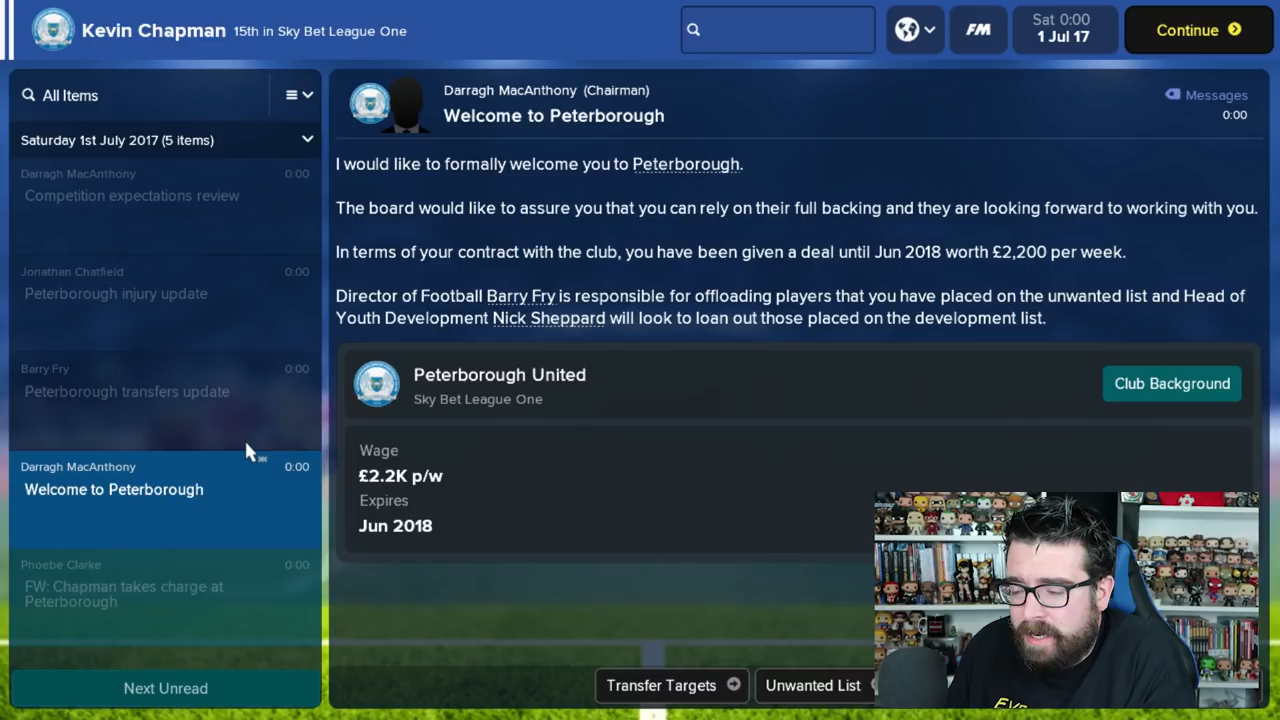 Kevin Chapman 15th in Sky Bet League One
FM
Sat 0:00
1 Jul 17
Continue
All Items
Saturday 1st July 2017 (5 items)
Darragh MacAnthony 0:00
Competition expectations review
Jonathan Chatfield 0:00
Peterborough injury update
Barry Fry 0:00
Peterborough transfers update
Darragh MacAnthony 0:00
Welcome to Peterborough
Phoebe Clarke 0:00
FW: Chapman takes charge at
Peterborough
Next Unread
Darragh MacAnthony (Chairman)
Welcome to Peterborough
Messages
0:00
I would like to formally welcome you to Peterborough.
The board would like to assure you that you can rely on their full backing and they are looking forward to working with you.
In terms of your contract with the club, you have been given a deal until Jun 2018 worth £2,200 per week.
Director of Football Barry Fry is responsible for offloading players that you have placed on the unwanted list and Head of
Youth Development Nick Sheppard will look to loan out those placed on the development list.
Peterborough United
Sky Bet League One
Club Background
Wage
£2.2K p/w
Expires
Jun 2018
Transfer Targets
Unwanted List